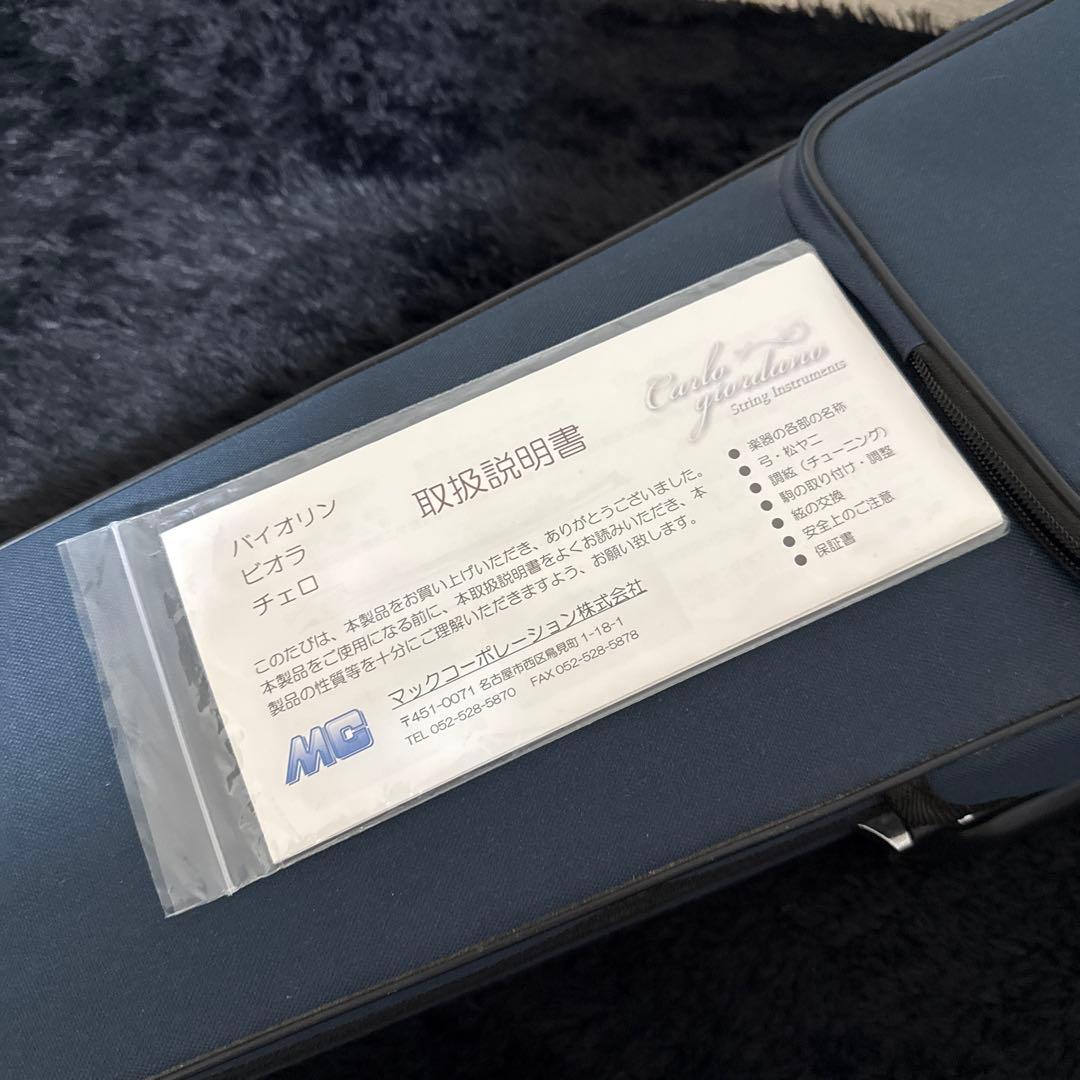 Carlo
giordano
String Instruments
バイオリン
ビオラ
チェロ
取扱説明書
このたびは、本製品をお買い上げいただき、ありがとうございました。
本製品をご使用になる前に、本取扱説明書をよくお読みいただき、本
製品の性質等を十分にご理解いただきますよう、お願い致します。
マックコーポレーション株式会社
〒451-0071 名古屋市西区鳥見町 1-18-1
TEL 052-528-5870 FAX 052-528-5878
MC
● 楽器の各部の名称
● 弓・松ヤニ
● 調絃（チューニング）
● 駒の取り付け・調整
● 絃の交換
● 安全上のご注意
● 保証書